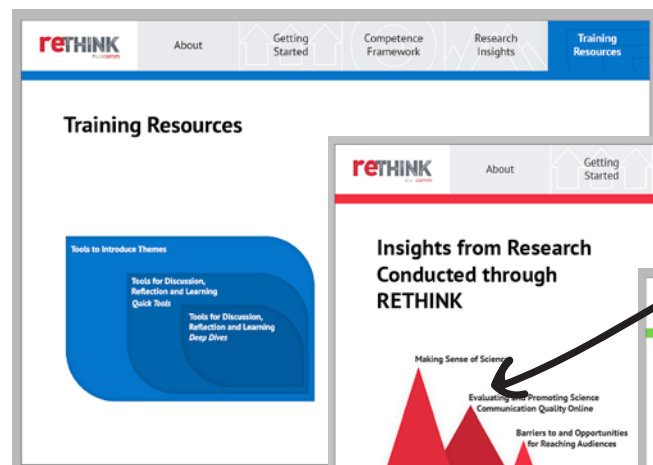 reTHINK
About
Getting
Started
Competence
Framework
Research
Insights
Training
Resources
Training Resources
Tools to Introduce Themes
Tools for Discussion,
Reflection and Learning
Quick Tools
Tools for Discussion,
Reflection and Learning
Deep Dives
reTHINK
About
Getting
Started
Insights from Research
Conducted through
RETHINK
Making Sense of Science
Evaluating and Promoting Science
Communication Quality Online
Barriers to and Opportunities
for Reaching Audiences